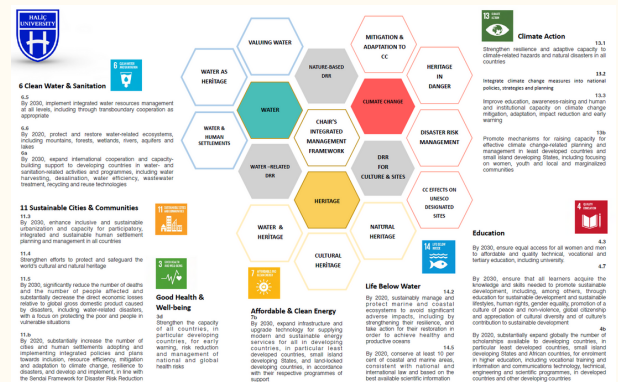 HALİÇ
UNIVERSITY
6 Clean Water & Sanitation
6.5
By 2030, implement integrated water resources management
at all levels, including through transboundary cooperation as
appropriate
6.6
By 2020, protect and restore water-related ecosystems,
including mountains, forests, wetlands, rivers, aquifers and
lakes
6a
By 2030, expand international cooperation and capacity-
building support to developing countries in water- and
sanitation-related activities and programmes, including water
harvesting, desalination, water efficiency, wastewater
treatment, recycling and reuse technologies
11 Sustainable Cities & Communities
11.3
By 2030, enhance inclusive and sustainable
urbanization and capacity for participatory,
integrated and sustainable human settlement
planning and management in all countries
11.4
Strengthen efforts to protect and safeguard the
world's cultural and natural heritage
11.5
By 2030, significantly reduce the number of deaths
and the number of people affected and
substantially decrease the direct economic losses
relative to global gross domestic product caused
by disasters, including water-related disasters,
with a focus on protecting the poor and people in
vulnerable situations
11.b
By 2020, substantially increase the number of
cities and human settlements adopting and
implementing integrated policies and plans
towards inclusion, resource efficiency, mitigation
and adaptation to climate change, resilience to
disasters, and develop and implement, in line with
the Sendai Framework for Disaster Risk Reduction
VALUING WATER
WATER AS
HERİTAGE
WATER
WATER &
HUMAN
SETTLEMENTS
NATURE-BASED
DRR
MITIGATION &
ADAPTATION TO
CC
HERITAGE
IN
DANGER
CLIMATE CHANGE
CHAIR'S
INTEGRATED
MANAGEMENT
FRAMEWORK
DISASTER RISK
MANAGEMENT
WATER –RELATED
DRR
DRR
FOR
CULTURE & SITES
HERITAGE
CC EFFECTS ON
UNESCO
DESIGNATED
SITES
WATER &
HERITAGE
NATURAL
HERITAGE
CULTURAL
HERITAGE
3
Good Health &
Well-being
3d
Strengthen the capacity
of all countries, in
particular developing
countries, for early
warning, risk reduction
and management of
national and global
health risks
7
Affordable & Clean Energy
7b
By 2030, expand infrastructure and
upgrade technology for supplying
modern and sustainable energy
services for all in developing
countries, in particular least
developed countries, small island
developing States, and land-locked
developing countries, in accordance
with their respective programmes of
support
14
Life Below Water
14.2
By 2020, sustainably manage and
protect marine and coastal
ecosystems to avoid significant
adverse impacts, including by
strengthening their resilience, and
take action for their restoration in
order to achieve healthy and
productive oceans
14.5
By 2020, conserve at least 10 per
cent of coastal and marine areas,
consistent with national and
international law and based on the
best available scientific information
13
Climate Action
13.1
Strengthen resilience and adaptive capacity to
climate-related hazards and natural disasters in all
countries
13.2
Integrate climate change measures into national
policies, strategies and planning
13.3
Improve education, awareness-raising and human
and institutional capacity on climate change
mitigation, adaptation, impact reduction and early
warning
13b
Promote mechanisms for raising capacity for
effective climate change-related planning and
management in least developed countries and
small island developing States, including focusing
on women, youth and local and marginalized
communities
4
Education
4.3
By 2030, ensure equal access for all women and men
to affordable and quality technical, vocational and
tertiary education, including university.
4.7
By 2030, ensure that all learners acquire the
knowledge and skills needed to promote sustainable
development, including, among others, through
education for sustainable development and sustainable
lifestyles, human rights, gender equality, promotion of a
culture of peace and non-violence, global citizenship
and appreciation of cultural diversity and of culture's
contribution to sustainable development
4b
By 2020, substantially expand globally the number of
scholarships available to developing countries, in
particular least developed countries, small island
developing States and African countries, for enrolment
in higher education, including vocational training and
information and communications technology, technical,
engineering and scientific programmes, in developed
countries and other developing countries